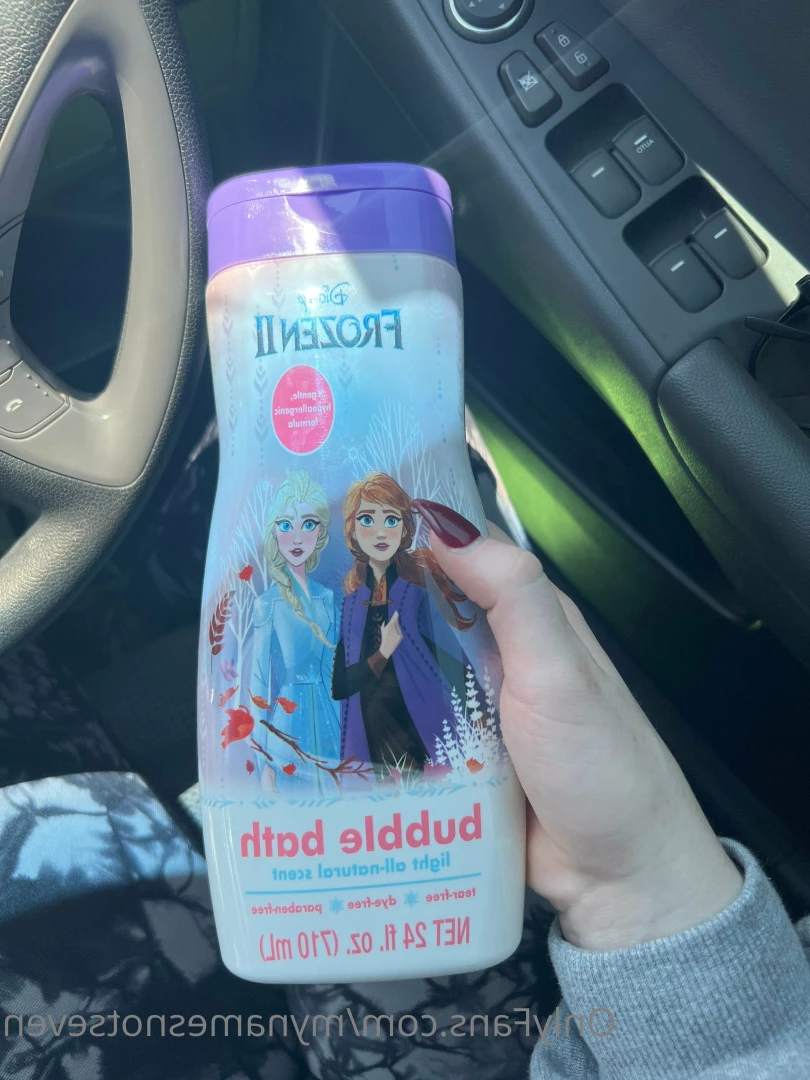 Disney
FROZEN II
gentle,
hypoallergenic
formula
bubble bath
light all-natural scent
tear-free dye-free paraben-free
NET 24 fl. oz. (710 mL)
AUTO
OnlyFans.com/mynamesnotseven